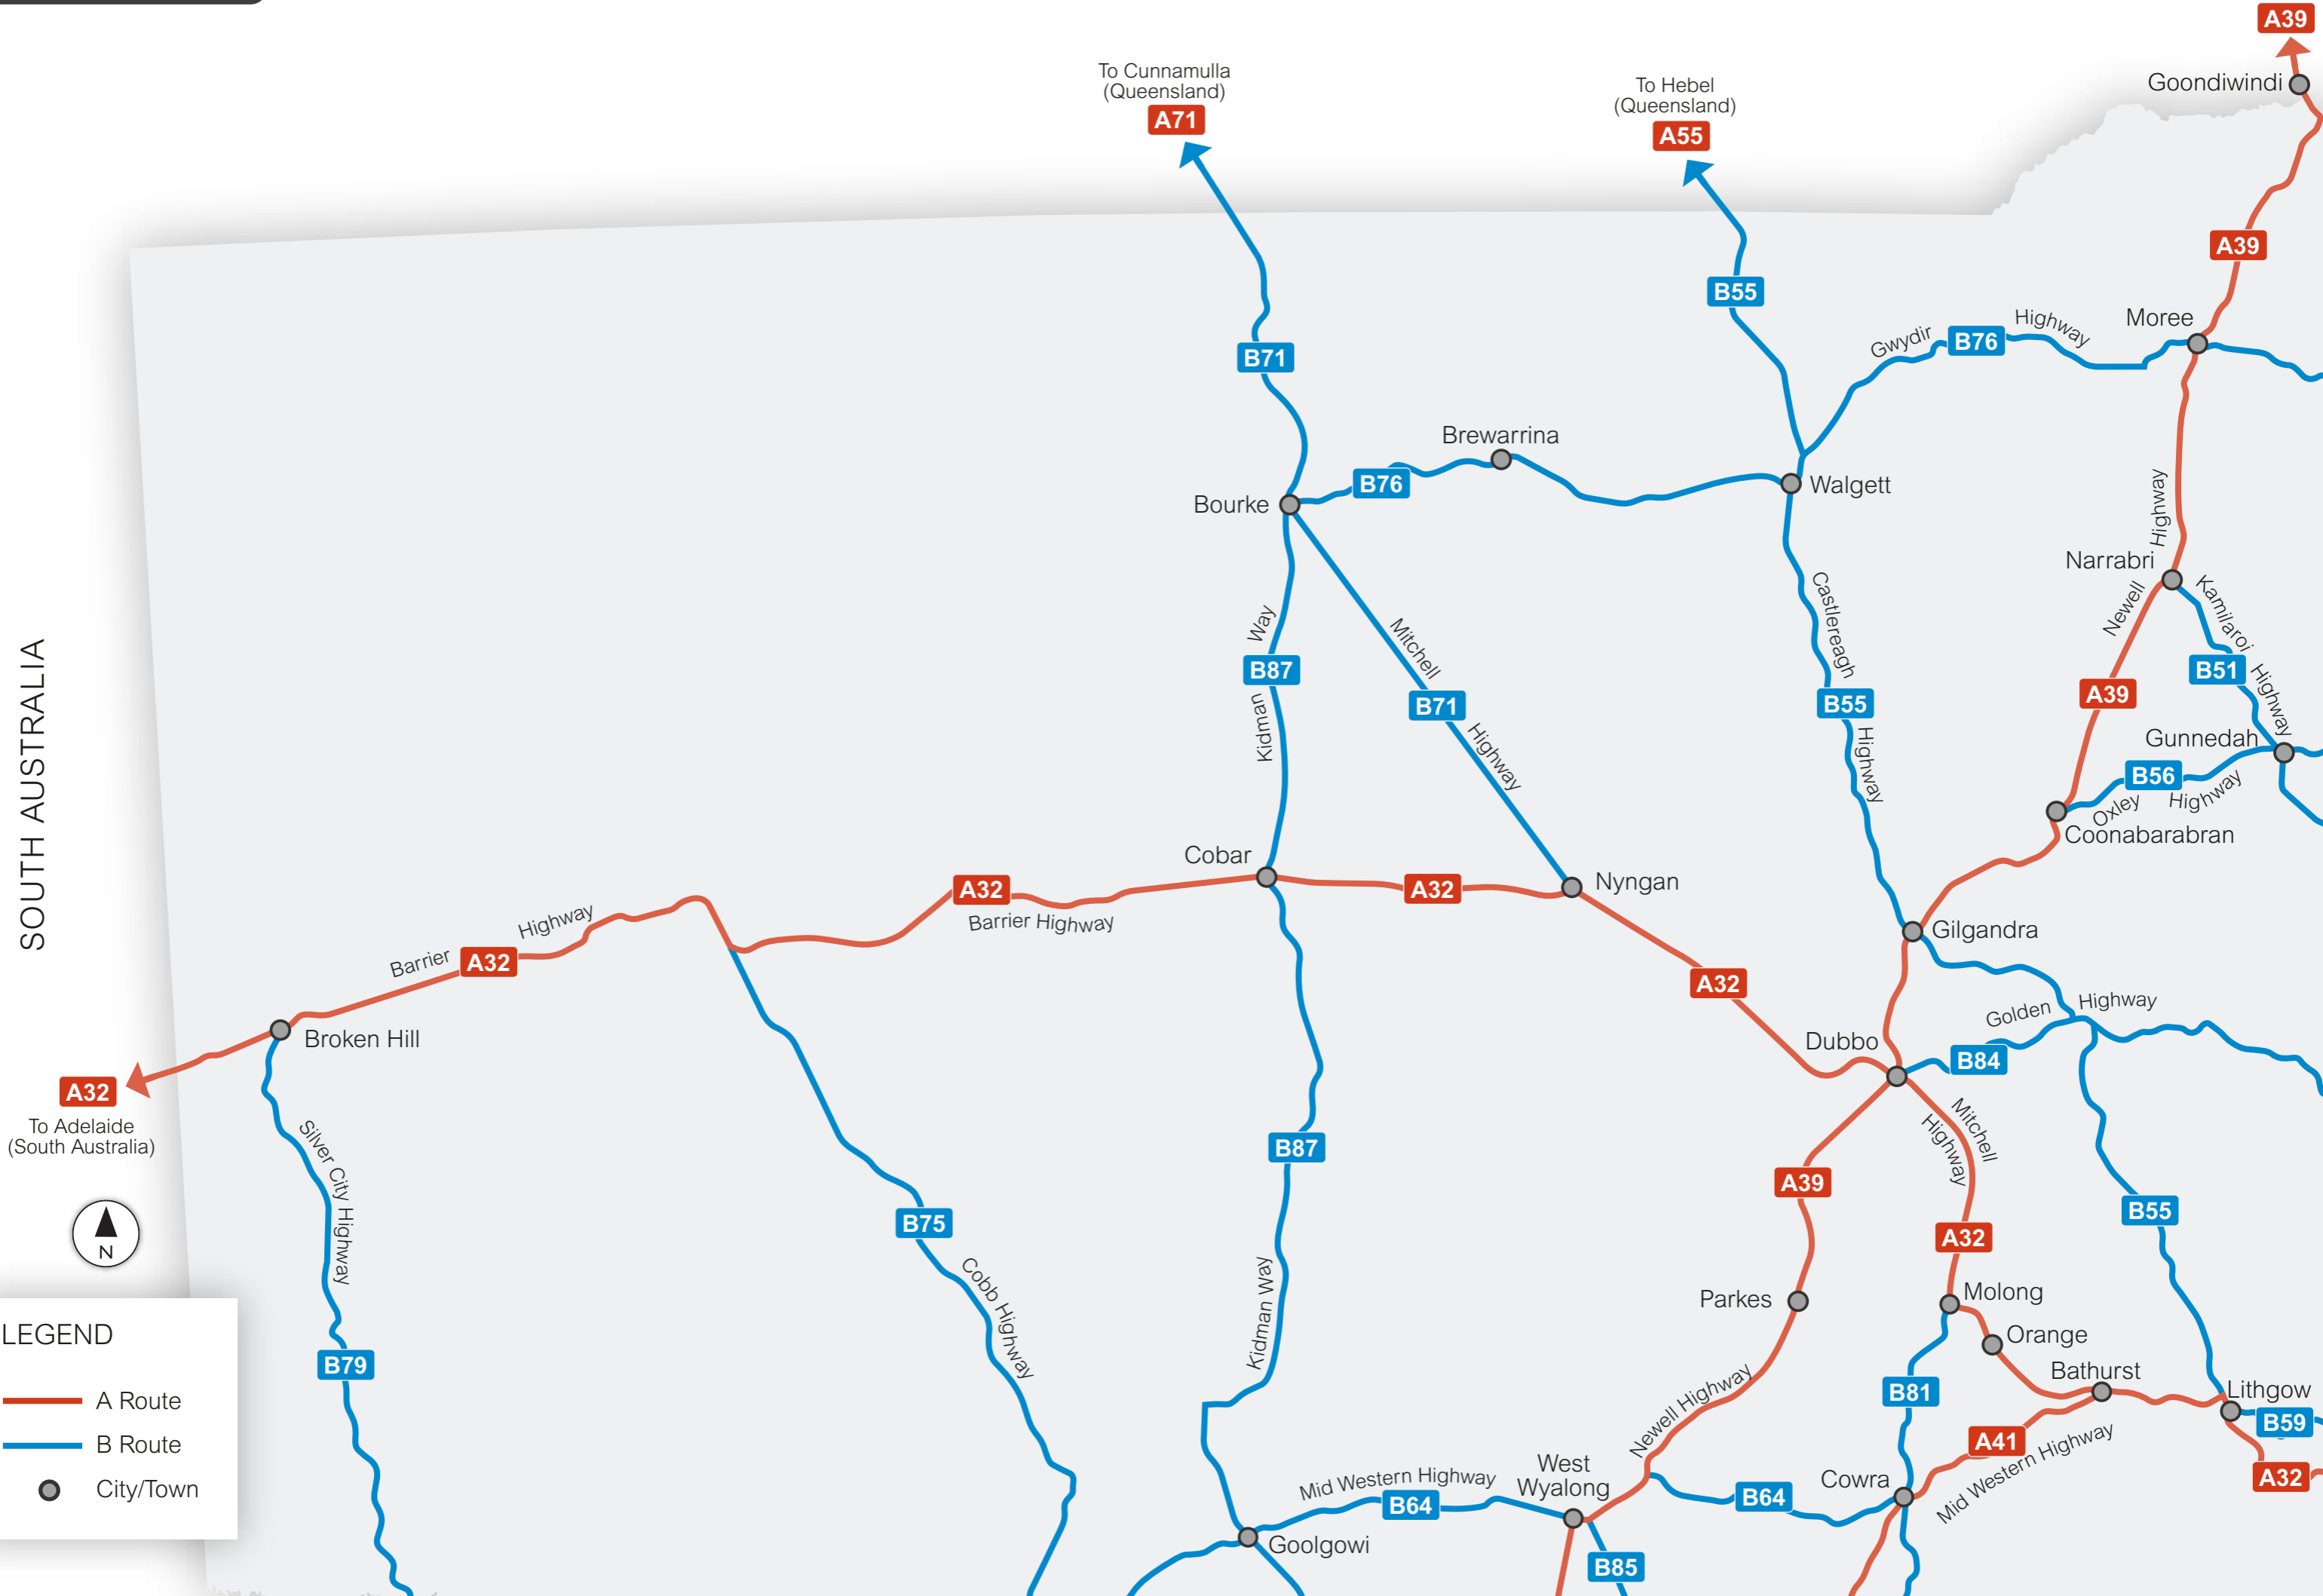 A39
Goondiwindi
To Cunnamulla
(Queensland)
A71
To Hebel
(Queensland)
A55
A39
B55
Moree
Gwydir
B76
Highway
B71
Brewarrina
B76
Walgett
Bourke
Highway
Narrabri
Newell
Kamilaroi
Highway
B51
Castlereagh
Highway
B55
Way
B87
Kidman
Mitchell
B71
Highway
A39
Gunnedah
B56
Oxley
Highway
Coonabarabran
SOUTH AUSTRALIA
Cobar
A32
Barrier Highway
A32
Nyngan
Gilgandra
Highway
Barrier
A32
A32
Golden
Highway
Broken Hill
Dubbo
B84
A32
To Adelaide
(South Australia)
Silver City Highway
Mitchell
Highway
B87
A39
B55
N
B75
A32
Cobb Highway
Kidman Way
Parkes
Molong
LEGEND
Orange
B79
Bathurst
Newell Highway
B81
Lithgow
A Route
B59
B Route
A41
Mid Western Highway
City/Town
West
Wyalong
Mid Western Highway
B64
B64
Cowra
A32
Goolgowi
B85